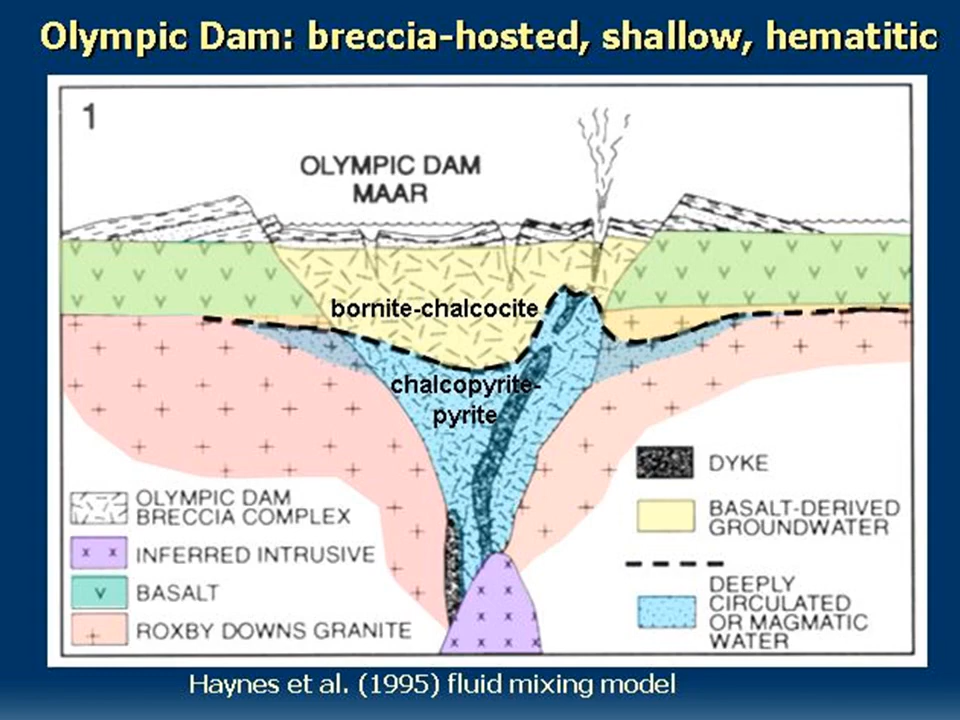 Olympic Dam: breccia-hosted, shallow, hematitic
1
OLYMPIC DAM
MAAR
bornite-chalcocite
chalcopyrite-
pyrite
OLYMPIC DAM
BRECCIA COMPLEX
INFERRED INTRUSIVE
BASALT
ROXBY DOWNS GRANITE
DYKE
BASALT-DERIVED
GROUNDWATER
DEEPLY
CIRCULATED
OR MAGMATIC
WATER
Haynes et al. (1995) fluid mixing model